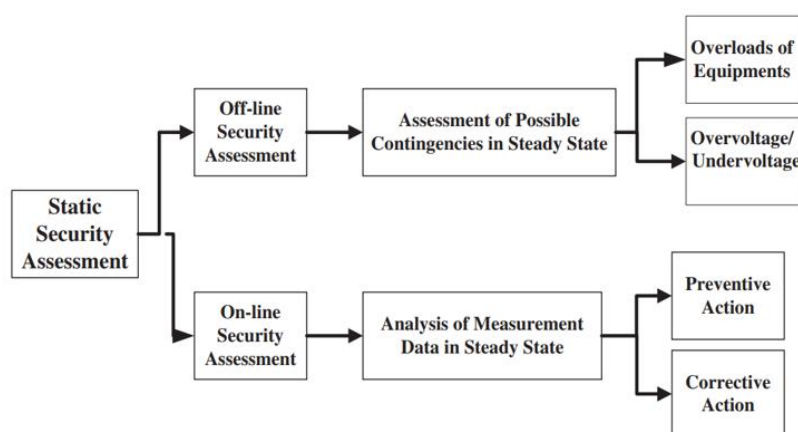 Static
Security
Assessment
Off-line
Security
Assessment
Assessment of Possible
Contingencies in Steady State
Overloads of
Equipments
Overvoltage/
Undervoltage
On-line
Security
Assessment
Analysis of Measurement
Data in Steady State
Preventive
Action
Corrective
Action